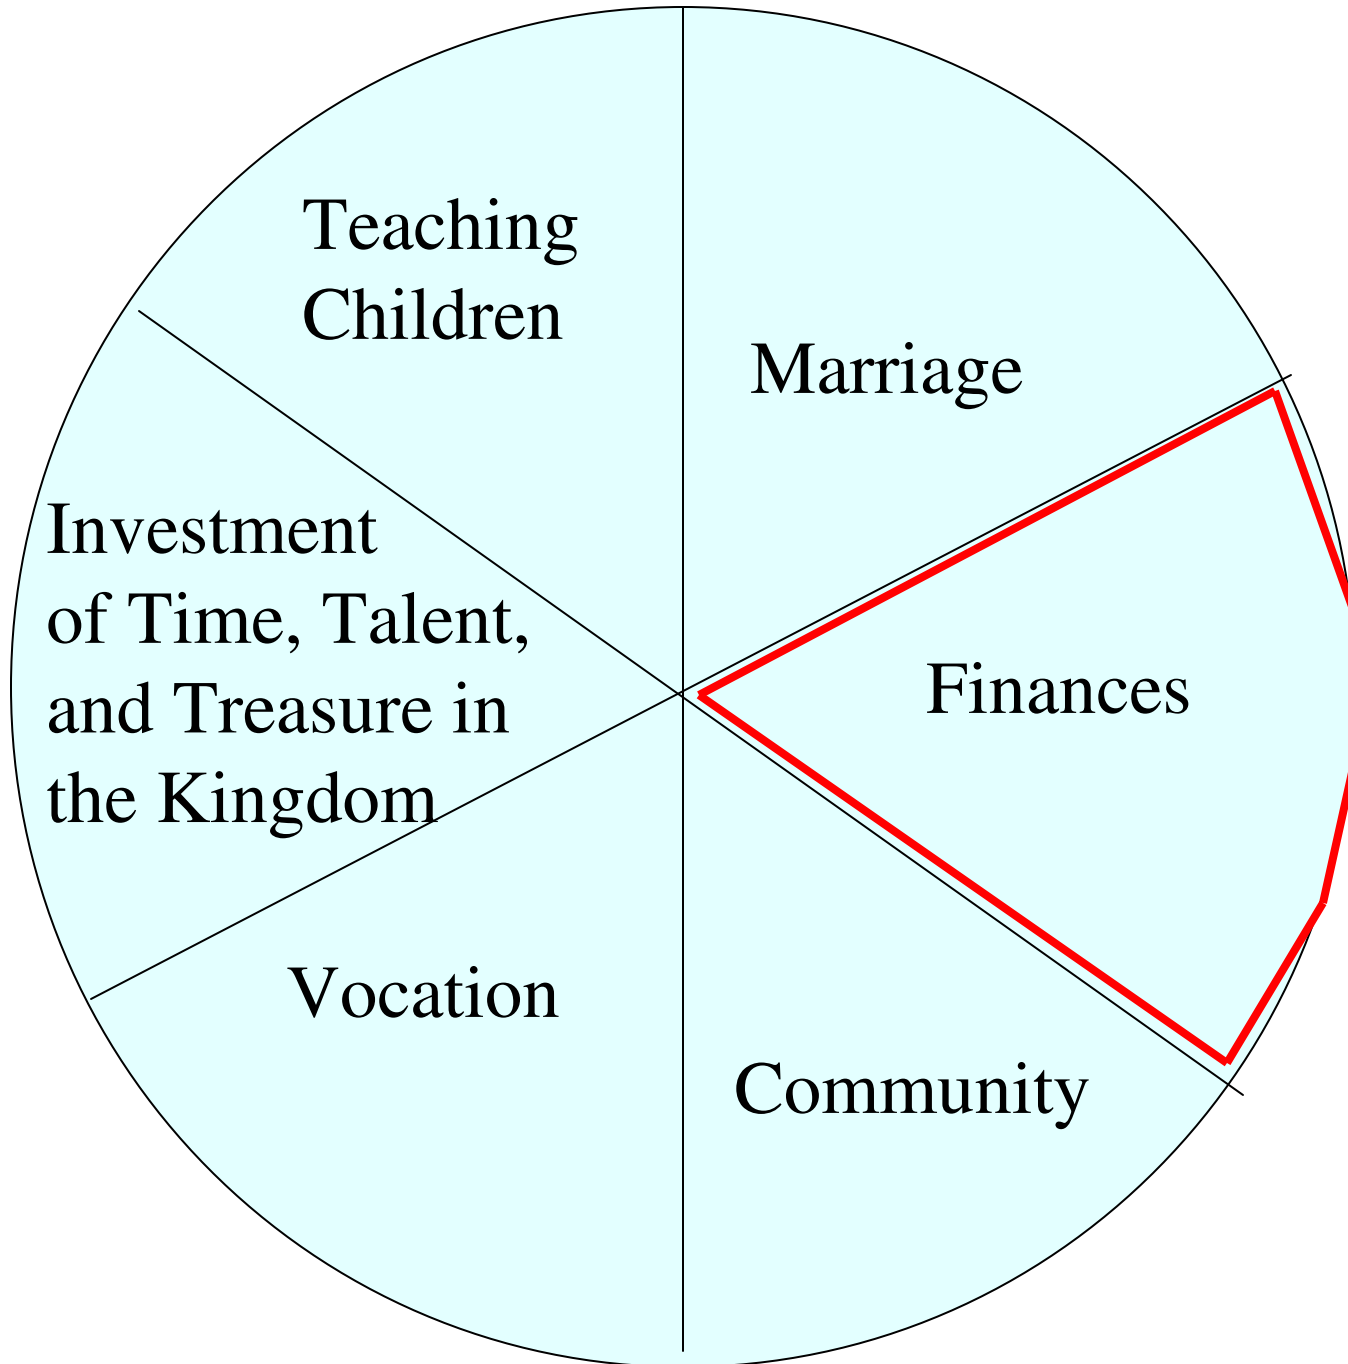 Teaching
Children
Marriage
Investment
of Time, Talent,
and Treasure in
the Kingdom
Finances
Vocation
Community